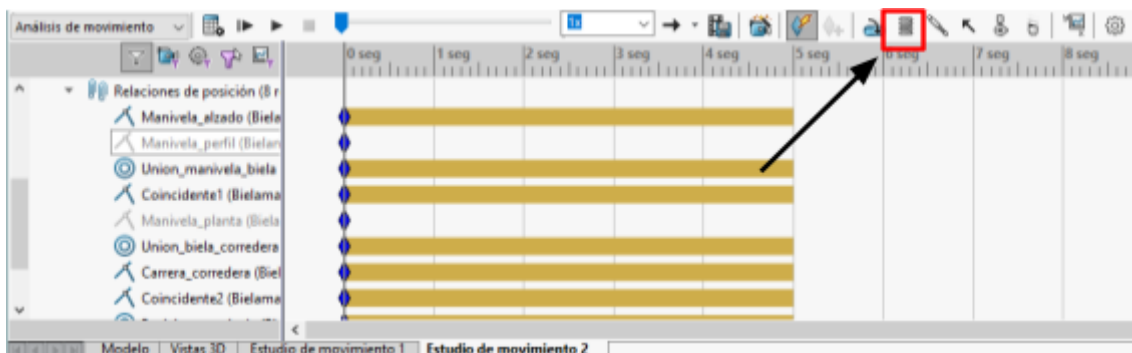 Análisis de movimiento
1x
0 seg 1 seg 2 seg 3 seg 4 seg 5 seg 6 seg 7 seg 8 seg
Relaciones de posición (8 r
Manivela_alzado (Biela
Manivela_perfil (Bielan
Union_manivela_biela
Coincidente1 (Bielama
Manivela_planta (Biela
Union_biela_corredera
Carrera_corredera (Biel
Coincidente2 (Bielama
Modelo Vistas 3D Estudio de movimiento 1 Estudio de movimiento 2